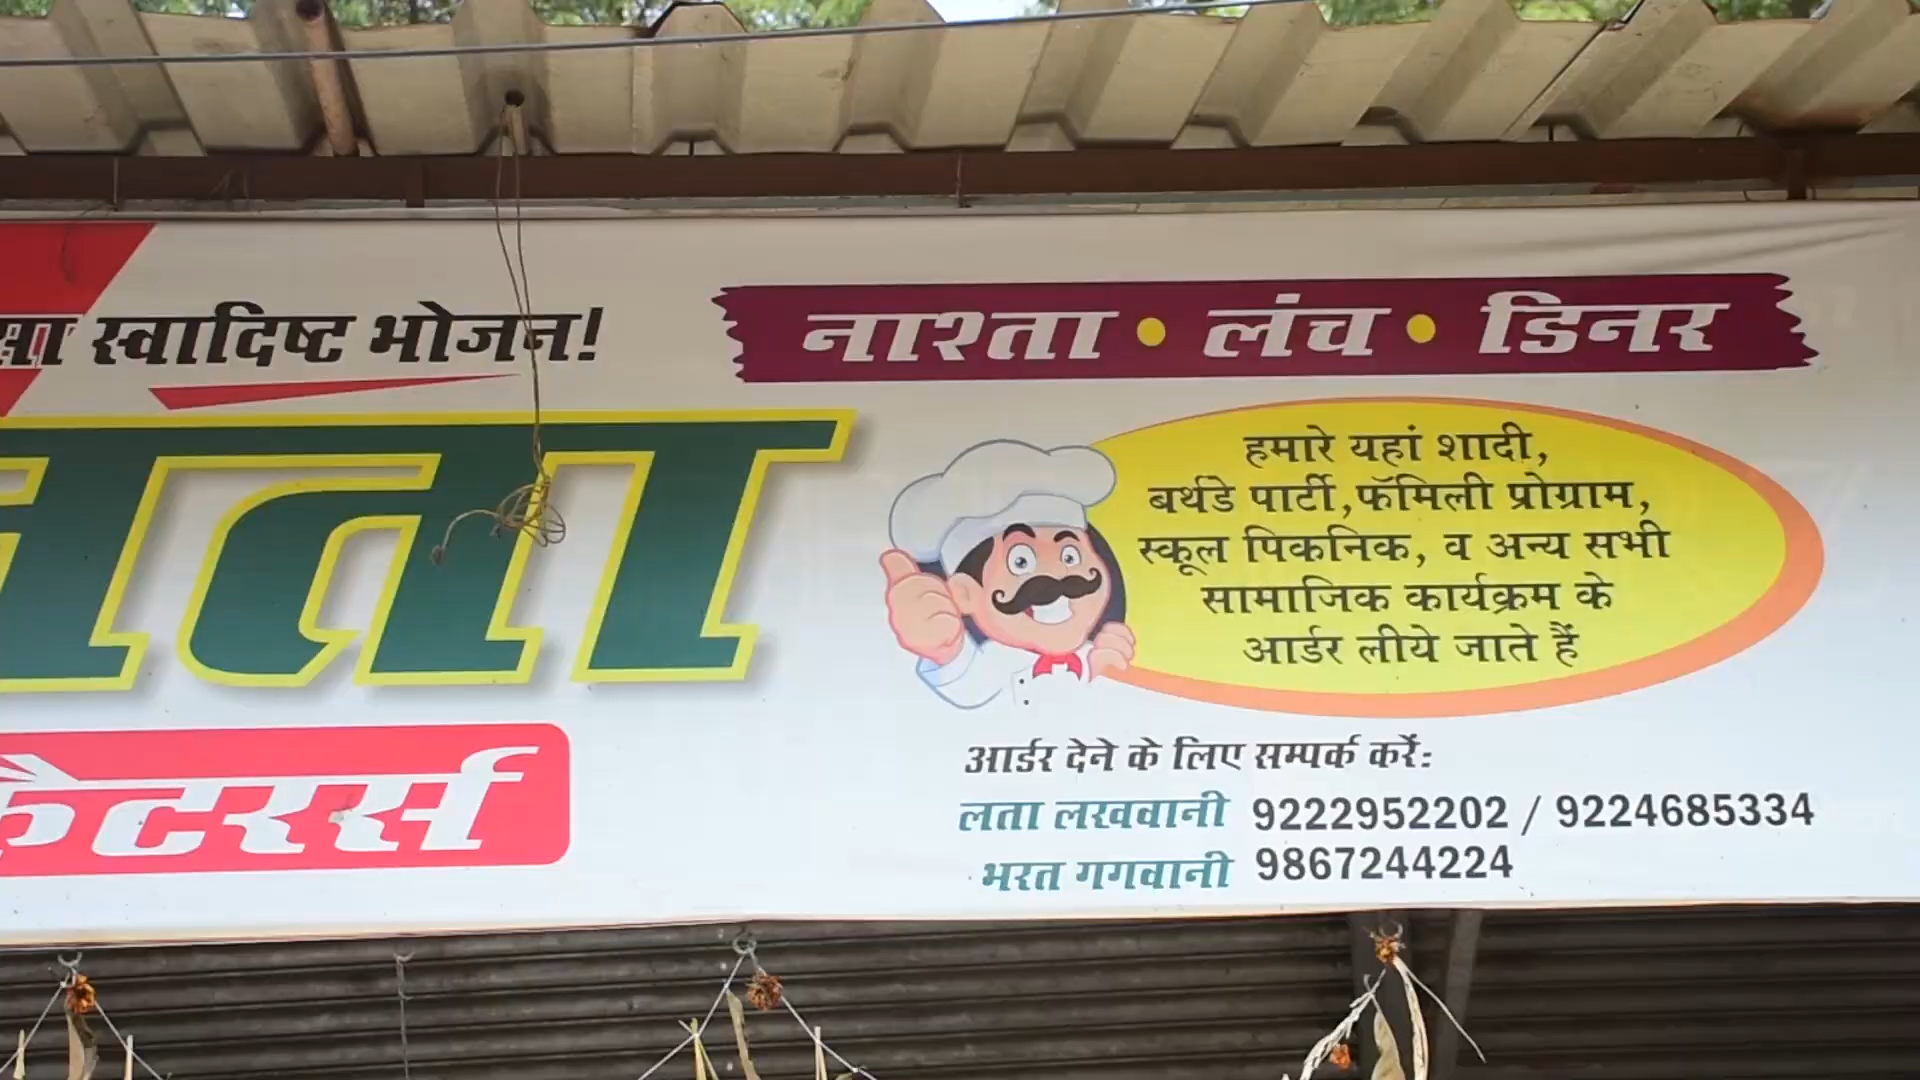 स्वादिष्ट भोजन!
नाश्ता • लंच • डिनर
हमारे यहां शादी,
बर्थडे पार्टी,फॅमिली प्रोग्राम,
स्कूल पिकनिक, व अन्य सभी
सामाजिक कार्यक्रम के
आर्डर लीये जाते हैं
कैटरर्स
आर्डर देने के लिए सम्पर्क करें:
लता लखवानी 9222952202 / 9224685334
भरत गगवानी 9867244224